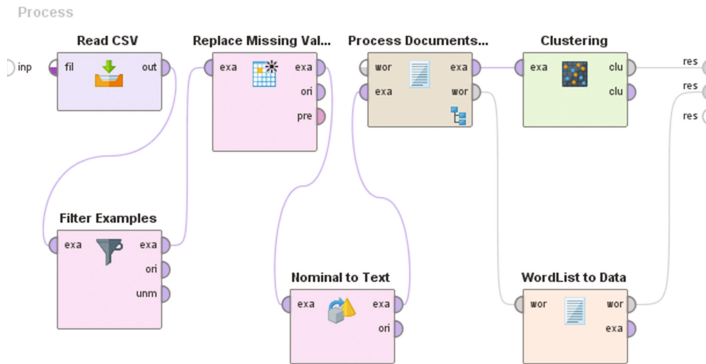 Process
Read CSV
inp
fil
out
Replace Missing Val...
exa
exa
ori
pre
Process Documents...
wor
exa
exa
wor
Clustering
exa
clu
clu
res
res
res
Filter Examples
exa
exa
ori
unm
Nominal to Text
exa
exa
ori
WordList to Data
wor
wor
exa